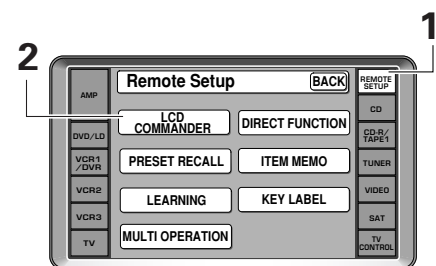 1
2
Remote Setup
BACK
REMOTE
SETUP
AMP
LCD
COMMANDER
DIRECT FUNCTION
CD
DVD/LD
CD-R/
TAPE1
VCR1
/DVR
PRESET RECALL
ITEM MEMO
TUNER
VCR2
LEARNING
KEY LABEL
VIDEO
VCR3
SAT
TV
MULTI OPERATION
TV
CONTROL